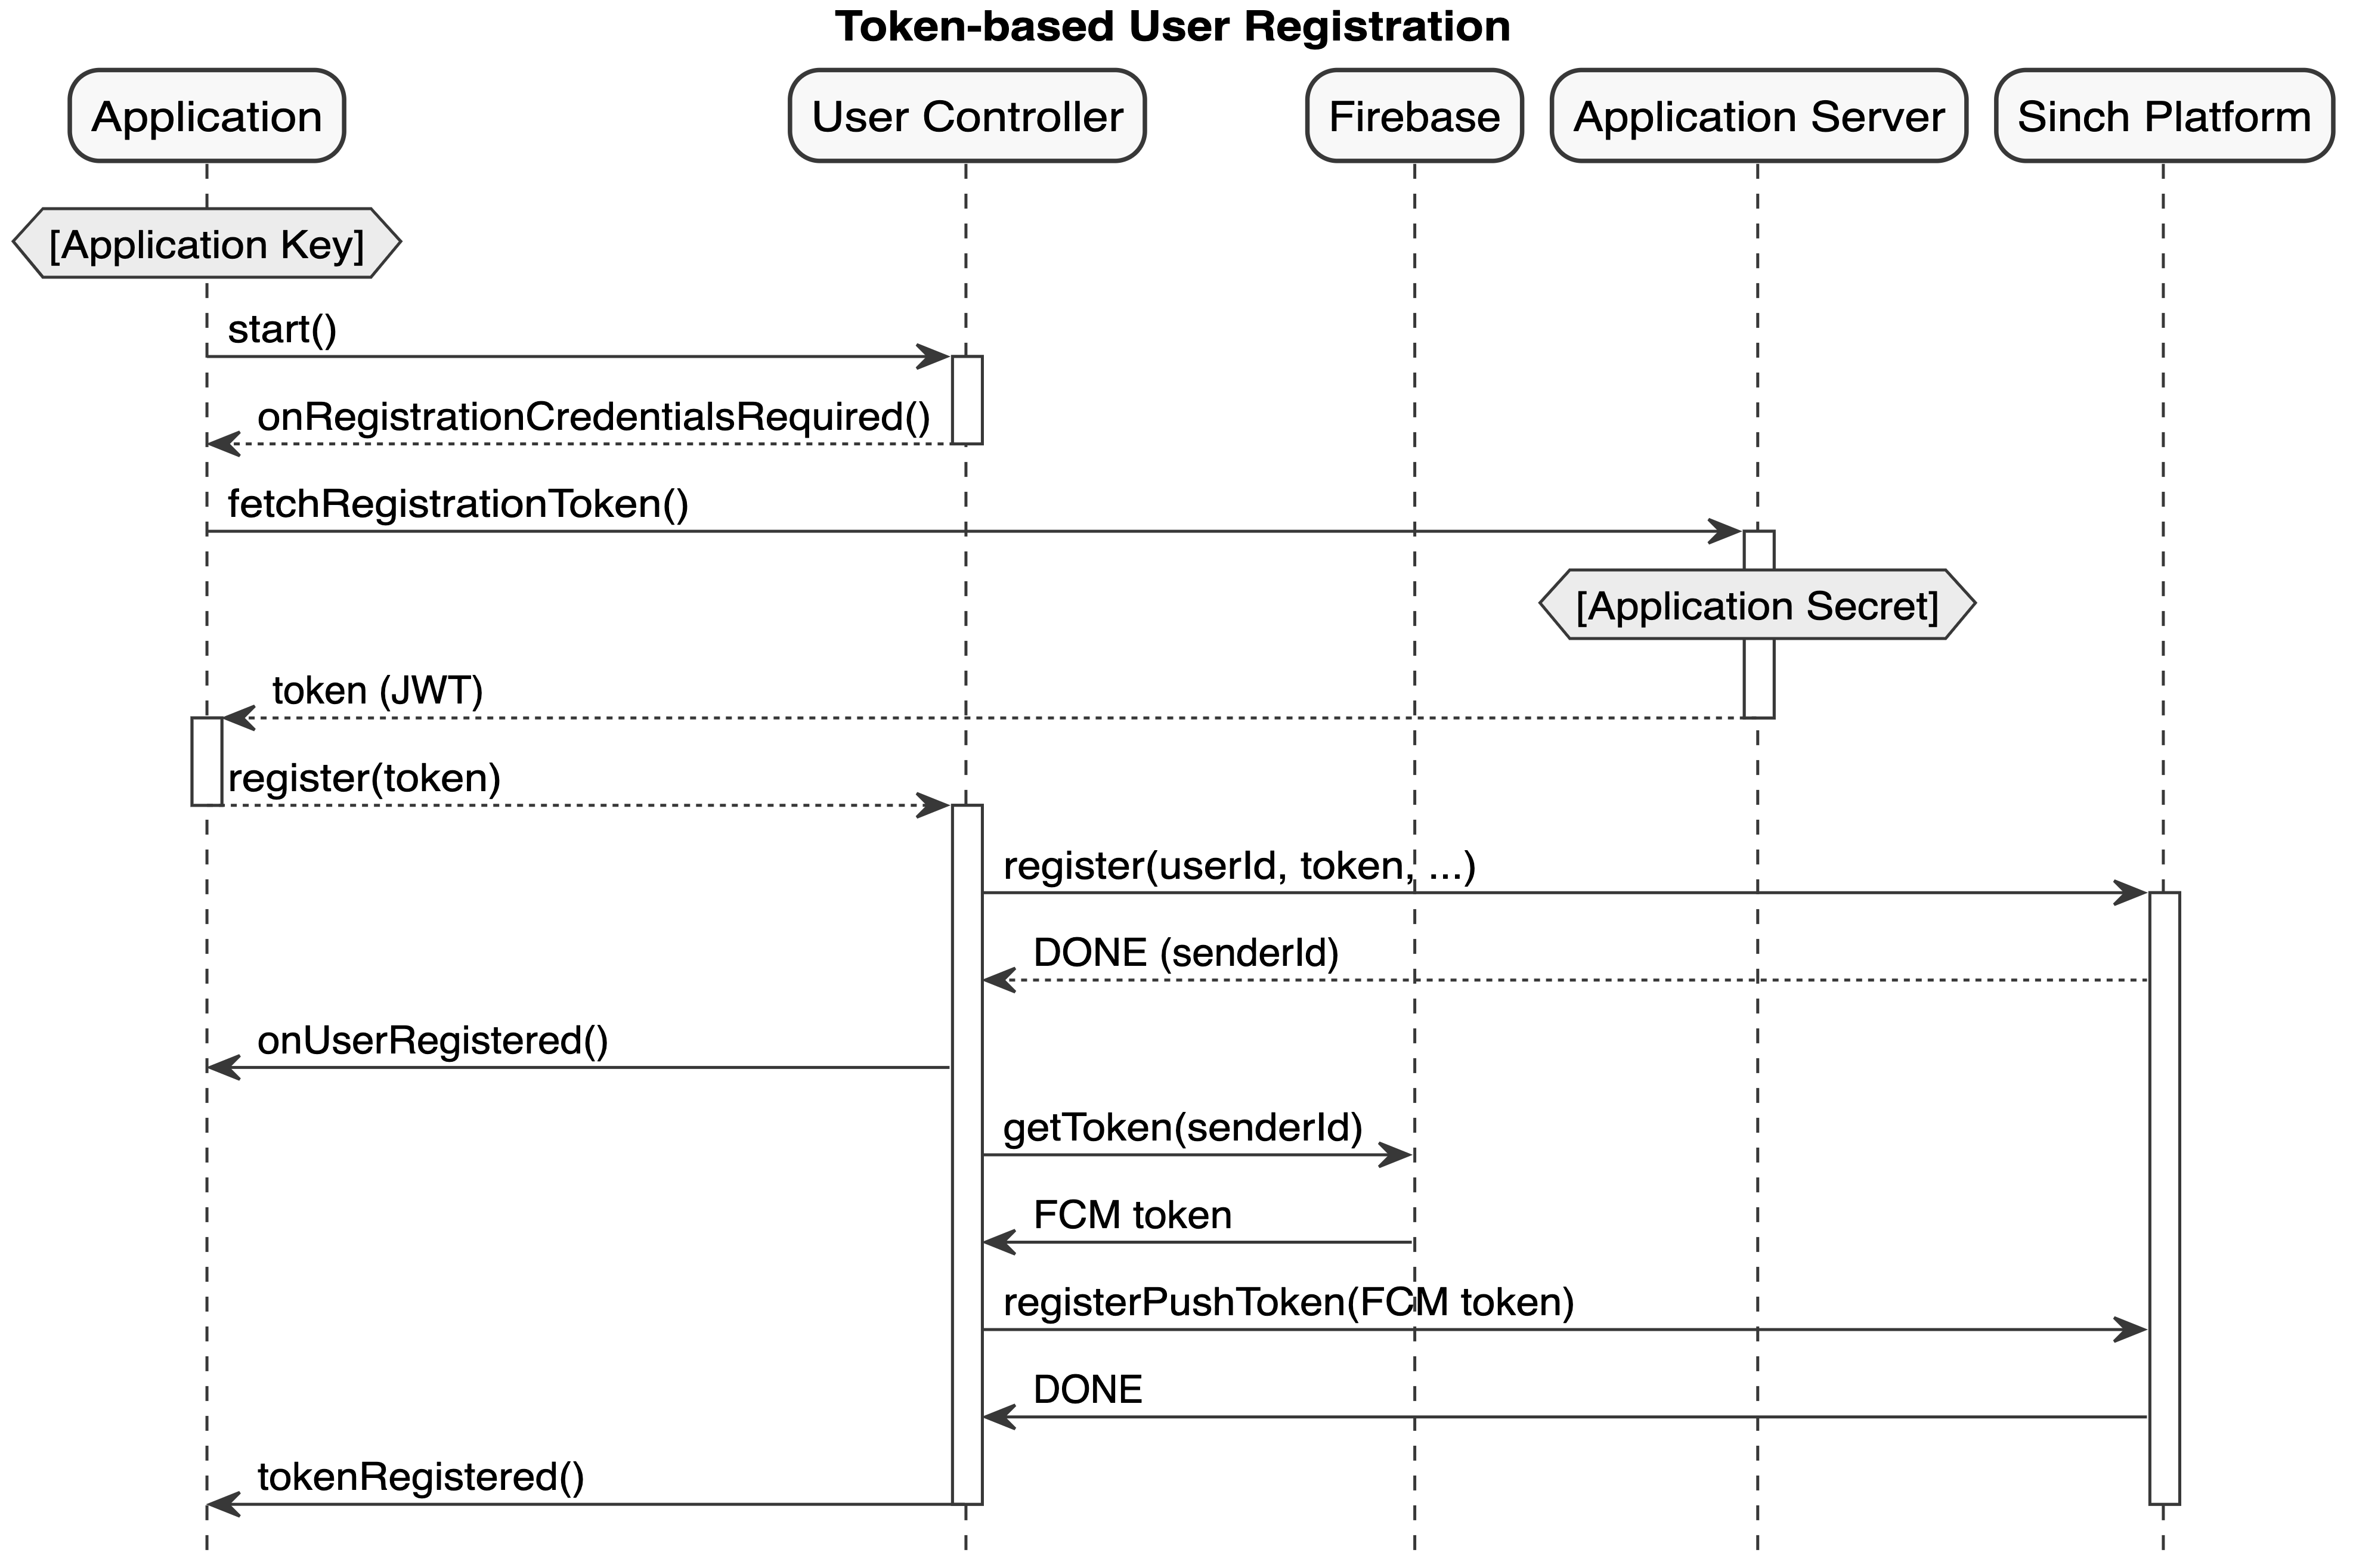 Token-based User Registration
Application
User Controller
Firebase
Application Server
Sinch Platform
[Application Key]
start()
onRegistrationCredentialsRequired()
fetchRegistrationToken()
[Application Secret]
token (JWT)
register(token)
register(userId, token, ...)
DONE (senderId)
onUserRegistered()
getToken(senderId)
FCM token
registerPushToken(FCM token)
DONE
tokenRegistered()